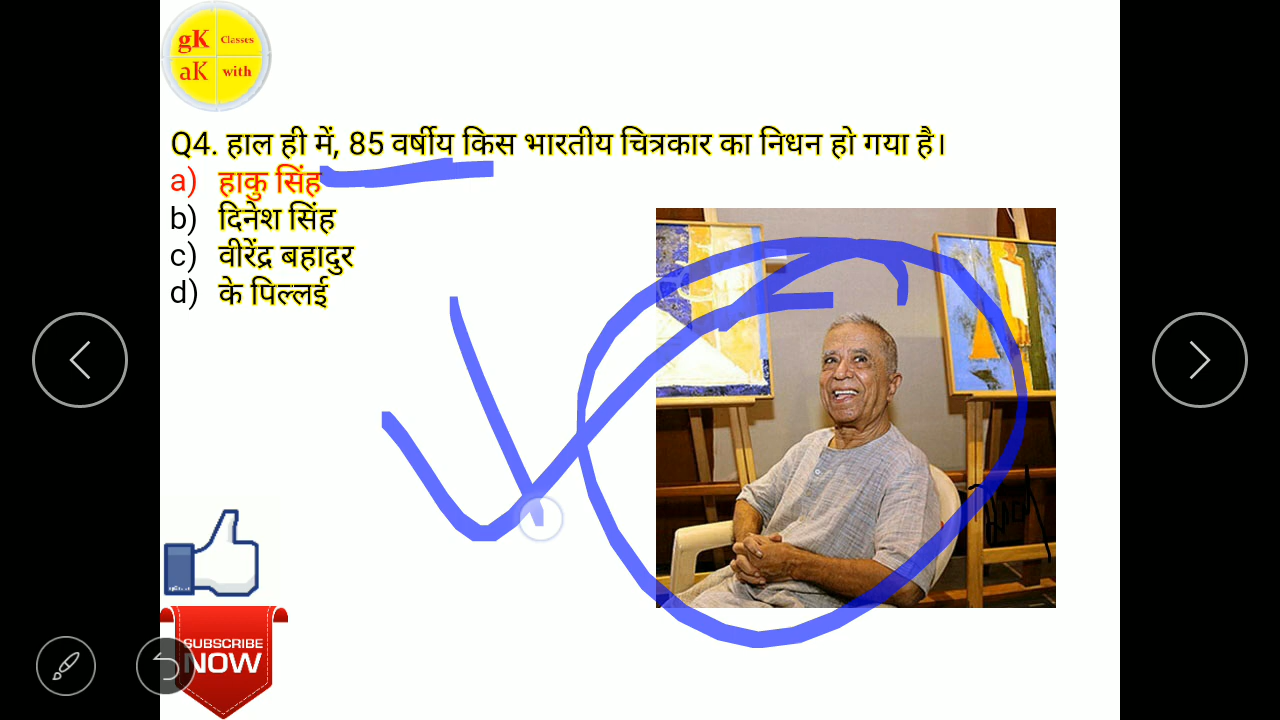 gK Classes
aK with
Q4. हाल ही में, 85 वर्षीय किस भारतीय चित्रकार का निधन हो गया है।
a) हाकु सिंह
b) दिनेश सिंह
c) वीरेंद्र बहादुर
d) के पिल्लई
SUBSCRIBE
NOW